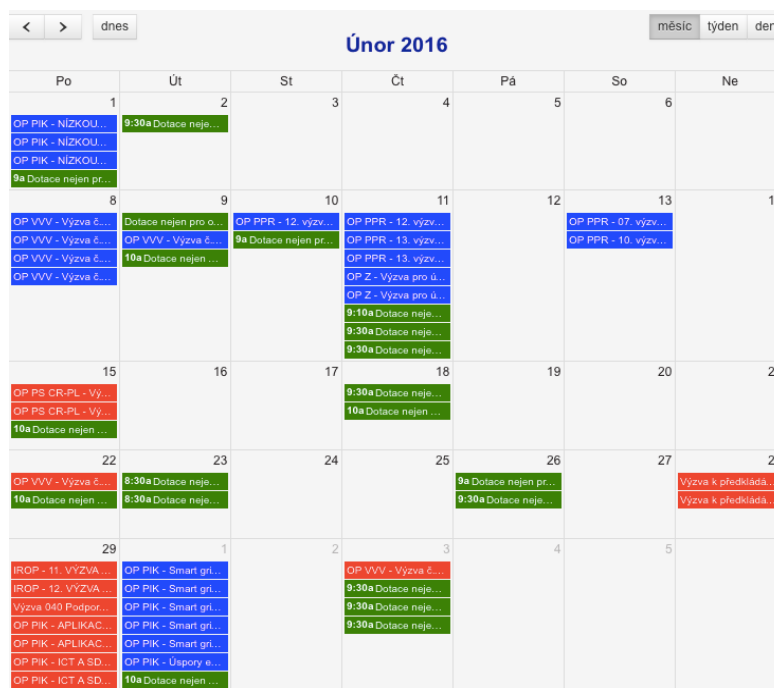 dnes
Únor 2016
měsíc týden den
Po Út St Čt Pá So Ne
1 2 3 4 5 6
OP PIK - NÍZKOU... 9:30a Dotace neje...
OP PIK - NÍZKOU...
OP PIK - NÍZKOU...
9a Dotace nejen pr...
8 9 10 11 12 13 1
OP VVV - Výzva č.... Dotace nejen pro o... OP PPR - 12. výzv... OP PPR - 12. výzv... OP PPR - 07. výzv...
OP VVV - Výzva č.... OP VVV - Výzva č.... 9a Dotace nejen pr... OP PPR - 13. výzv... OP PPR - 10. výzv...
OP VVV - Výzva č.... 10a Dotace nejen ... OP PPR - 13. výzv...
OP VVV - Výzva č.... OP Z - Výzva pro ú...
OP Z - Výzva pro ú...
9:10a Dotace neje...
9:30a Dotace neje...
9:30a Dotace neje...
15 16 17 18 19 20 2
OP PS CR-PL - Vý... 9:30a Dotace neje...
OP PS CR-PL - Vý... 10a Dotace nejen ...
10a Dotace nejen ...
22 23 24 25 26 27 2
OP VVV - Výzva č.... 8:30a Dotace neje... 9a Dotace nejen pr... Výzva k předkládá...
10a Dotace nejen ... 8:30a Dotace neje... 9:30a Dotace neje... Výzva k předkládá...
29 1 2 3 4 5
IROP - 11. VÝZVA ... OP PIK - Smart gri... OP VVV - Výzva č....
IROP - 12. VÝZVA ... OP PIK - Smart gri... 9:30a Dotace neje...
Výzva 040 Podpor... OP PIK - Smart gri... 9:30a Dotace neje...
OP PIK - APLIKAC... OP PIK - Smart gri... 9:30a Dotace neje...
OP PIK - APLIKAC... OP PIK - Smart gri...
OP PIK - ICT A SD... OP PIK - Úspory e...
OP PIK - ICT A SD... 10a Dotace nejen ...